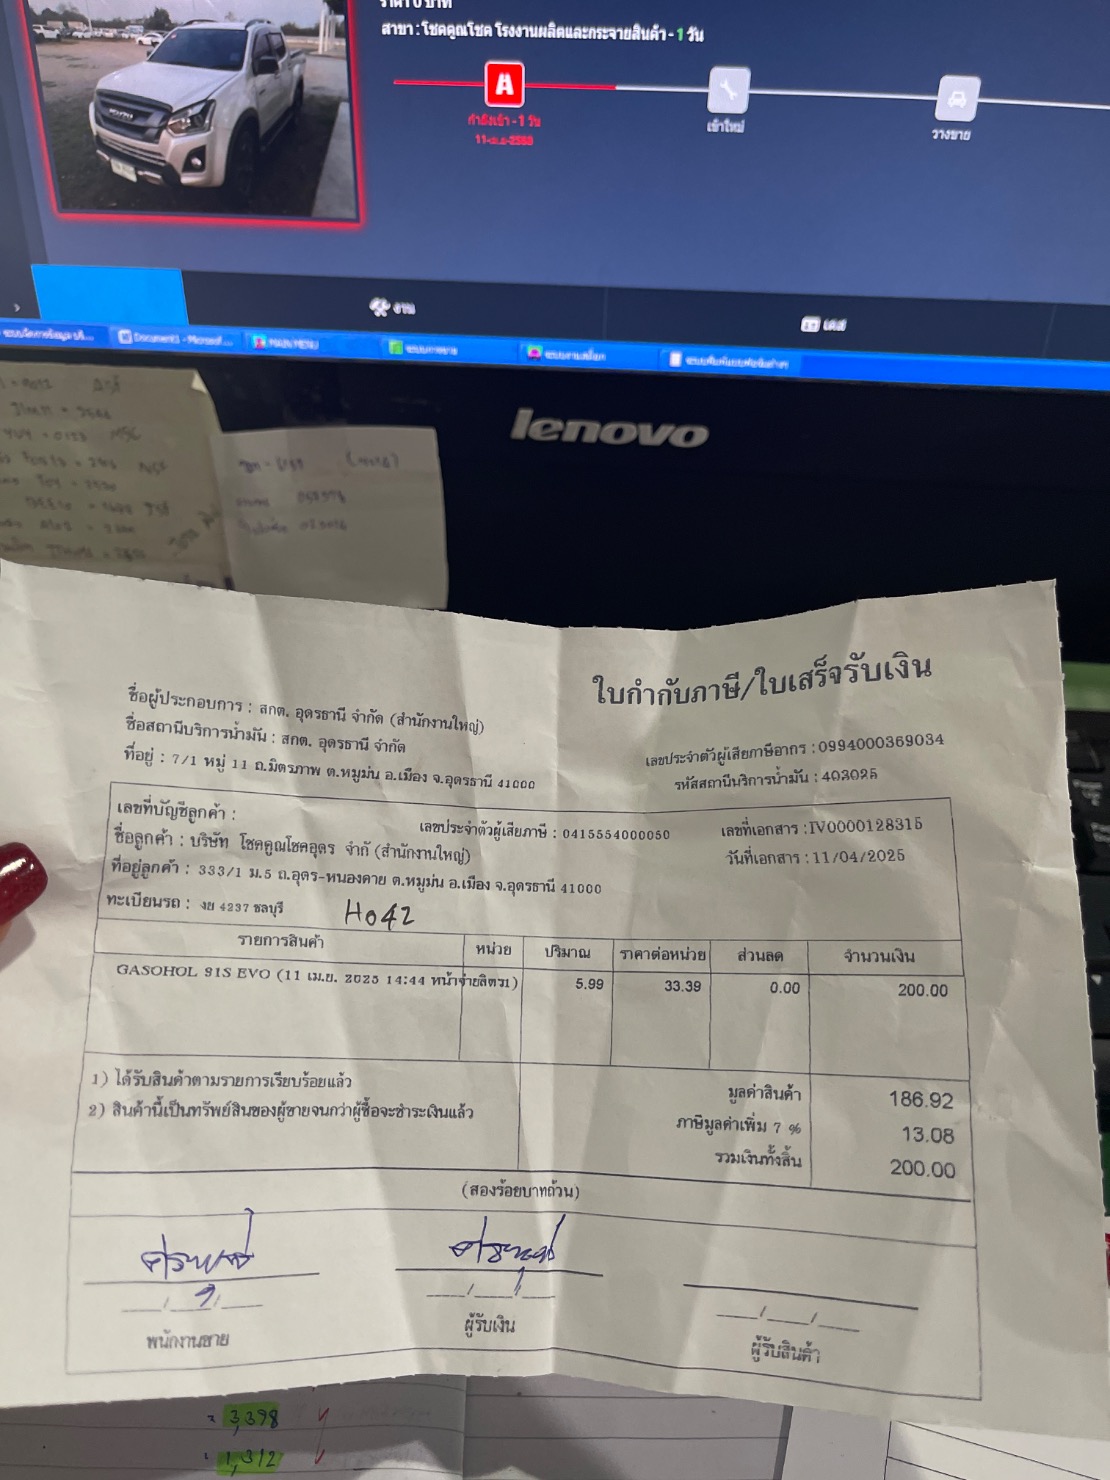 ราคา 0 บาท
สาขา : โชคคูณโชค โรงงานผลิตและกระจายสินค้า - 1 วัน
กำลังเข้า - 1 วัน
เข้าใหม่
วางขาย
งาน
เคส
Document1 - Microsof...
MAIN MENU
lenovo
ใบกำกับภาษี/ใบเสร็จรับเงิน
ชื่อผู้ประกอบการ : สกต. อุดรธานี จำกัด (สำนักงานใหญ่)
ชื่อสถานีบริการน้ำมัน : สกต. อุดรธานี จำกัด
ที่อยู่ : 7/1 หมู่ 11 ถ.มิตรภาพ ต.หมูม่น อ.เมือง จ.อุดรธานี 41000
เลขประจำตัวผู้เสียภาษีอากร : 0994000369034
รหัสสถานีบริการน้ำมัน : 403025
เลขที่บัญชีลูกค้า :
เลขประจำตัวผู้เสียภาษี : 0415554000050
เลขที่เอกสาร : IV0000128315
ชื่อลูกค้า : บริษัท โชคคูณโชคอุดร จำกั (สำนักงานใหญ่)
วันที่เอกสาร : 11/04/2025
ที่อยู่ลูกค้า : 333/1 ม.5 ถ.อุดร-หนองคาย ต.หมูม่น อ.เมือง จ.อุดรธานี 41000
ทะเบียนรถ : งย 4237 ชลบุรี
H042
รายการสินค้า หน่วย ปริมาณ ราคาต่อหน่วย ส่วนลด จำนวนเงิน
GASOHOL 91S EVO (11 เม.ย. 2025 14:44 หน้าจ่ายลิตร1) 5.99 33.39 0.00 200.00
1) ได้รับสินค้าตามรายการเรียบร้อยแล้ว
2) สินค้านี้เป็นทรัพย์สินของผู้ขายจนกว่าผู้ซื้อจะชำระเงินแล้ว
มูลค่าสินค้า 186.92
ภาษีมูลค่าเพิ่ม 7 % 13.08
รวมเงินทั้งสิ้น 200.00
(สองร้อยบาทถ้วน)
พนักงานขาย
ผู้รับเงิน
ผู้รับสินค้า
3,398
1,312